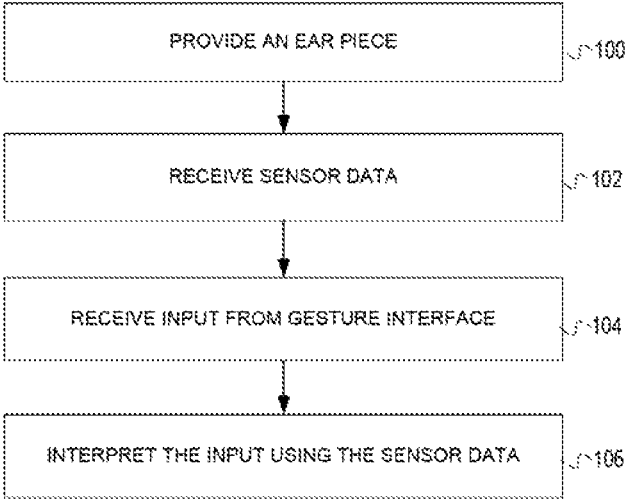 PROVIDE AN EAR PIECE
100
RECEIVE SENSOR DATA
102
RECEIVE INPUT FROM GESTURE INTERFACE
104
INTERPRET THE INPUT USING THE SENSOR DATA
106